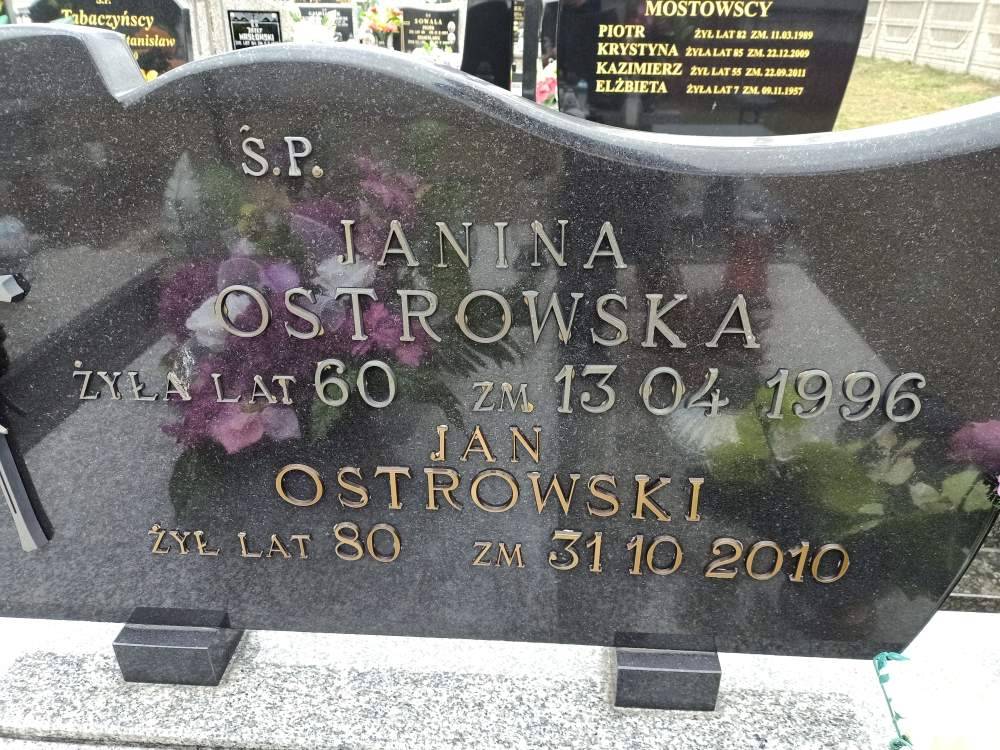 Tabaczyńscy
Stanisław
SOWAŁA
MOSTOWSCY
PIOTR ŻYŁ LAT 82 ZM. 11.03.1989
KRYSTYNA ŻYŁA LAT 85 ZM. 22.12.2009
KAZIMIERZ ŻYŁ LAT 55 ZM. 22.09.2011
ELŻBIETA ŻYŁA LAT 7 ZM. 09.11.1957
Ś.P.
JANINA
OSTROWSKA
ŻYŁA LAT 60 ZM. 13 04 1996
JAN
OSTROWSKI
ŻYŁ LAT 80 ZM 31 10 2010